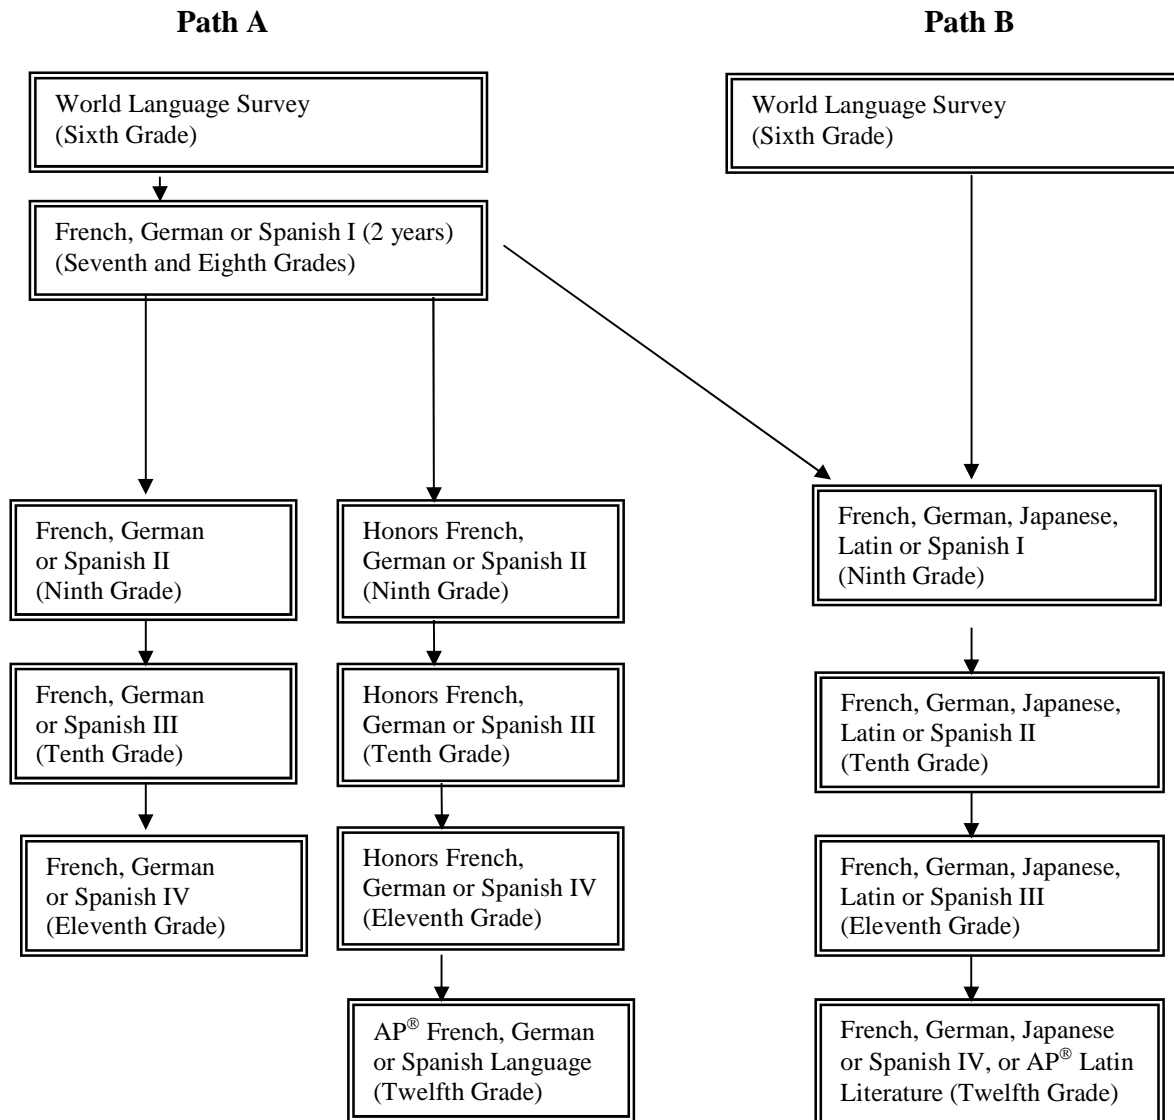 Path A
Path B
World Language Survey
(Sixth Grade)
World Language Survey
(Sixth Grade)
French, German or Spanish I (2 years)
(Seventh and Eighth Grades)
French, German
or Spanish II
(Ninth Grade)
Honors French,
German or Spanish II
(Ninth Grade)
French, German, Japanese,
Latin or Spanish I
(Ninth Grade)
French, German
or Spanish III
(Tenth Grade)
Honors French,
German or Spanish III
(Tenth Grade)
French, German, Japanese,
Latin or Spanish II
(Tenth Grade)
French, German
or Spanish IV
(Eleventh Grade)
Honors French,
German or Spanish IV
(Eleventh Grade)
French, German, Japanese,
Latin or Spanish III
(Eleventh Grade)
AP® French, German
or Spanish Language
(Twelfth Grade)
French, German, Japanese
or Spanish IV, or AP® Latin
Literature (Twelfth Grade)